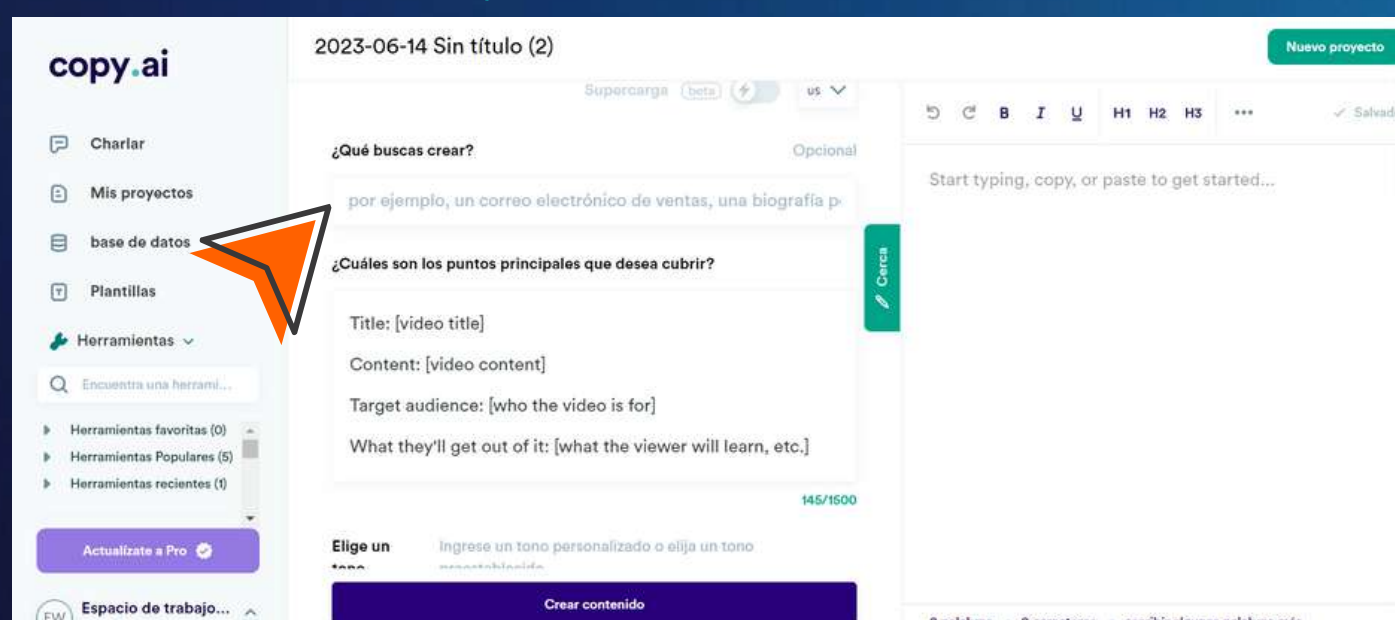 copy.ai
Charlar
Mis proyectos
base de datos
Plantillas
Herramientas
Encuentra una herrami...
Herramientas favoritas (0)
Herramientas Populares (5)
Herramientas recientes (1)
Actualízate a Pro
EW
Espacio de trabajo...
2023-06-14 Sin título (2)
Nuevo proyecto
Supercarga (beta)
us
¿Qué buscas crear?
Opcional
por ejemplo, un correo electrónico de ventas, una biografía p
¿Cuáles son los puntos principales que desea cubrir?
Title: [video title]
Content: [video content]
Target audience: [who the video is for]
What they'll get out of it: [what the viewer will learn, etc.]
145/1500
Elige un
tono
Ingrese un tono personalizado o elija un tono
preestablecido
Crear contenido
Cerca
B I U H1 H2 H3 ...
Salvad
Start typing, copy, or paste to get started...